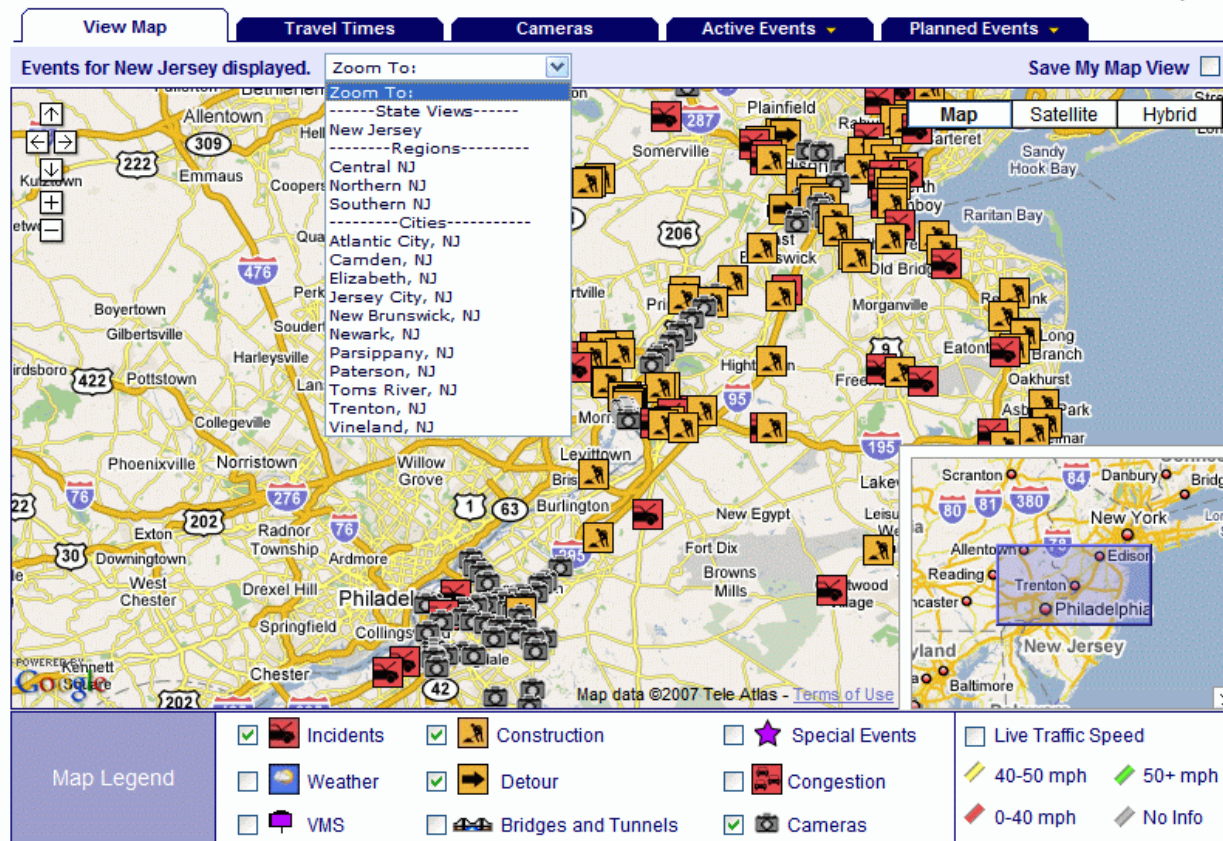 View Map
Travel Times
Cameras
Active Events
Planned Events
Events for New Jersey displayed.
Zoom To:
Save My Map View
Zoom To:
------State Views------
New Jersey
--------Regions---------
Central NJ
Northern NJ
Southern NJ
---------Cities-----------
Atlantic City, NJ
Camden, NJ
Elizabeth, NJ
Jersey City, NJ
New Brunswick, NJ
Newark, NJ
Parsippany, NJ
Paterson, NJ
Toms River, NJ
Trenton, NJ
Vineland, NJ
Map
Satellite
Hybrid
Allentown
309
222
Emmaus
476
Boyertown
Gilbertsville
Harleysville
422
Pottstown
Collegeville
Phoenixville
Norristown
Willow
Grove
76
276
202
Exton
Radnor
Township
76
1
63
30
Downingtown
Ardmore
West
Chester
Drexel Hill
Springfield
Chester
Kennett
Square
202
42
Plainfield
287
Somerville
206
Sandy
Hook Bay
Raritan Bay
Morganville
9
Long
Branch
Oakhurst
95
195
Levittown
Burlington
295
New Egypt
Fort Dix
Browns
Mills
POWERED BY
Google
Map data ©2007 Tele Atlas - Terms of Use
Scranton
84
Danbury
80
81
380
New York
Allentown
78
Edison
Reading
Trenton
Philadelphia
New Jersey
Baltimore
Map Legend
Incidents
Construction
Special Events
Live Traffic Speed
Weather
Detour
Congestion
40-50 mph
50+ mph
VMS
Bridges and Tunnels
Cameras
0-40 mph
No Info